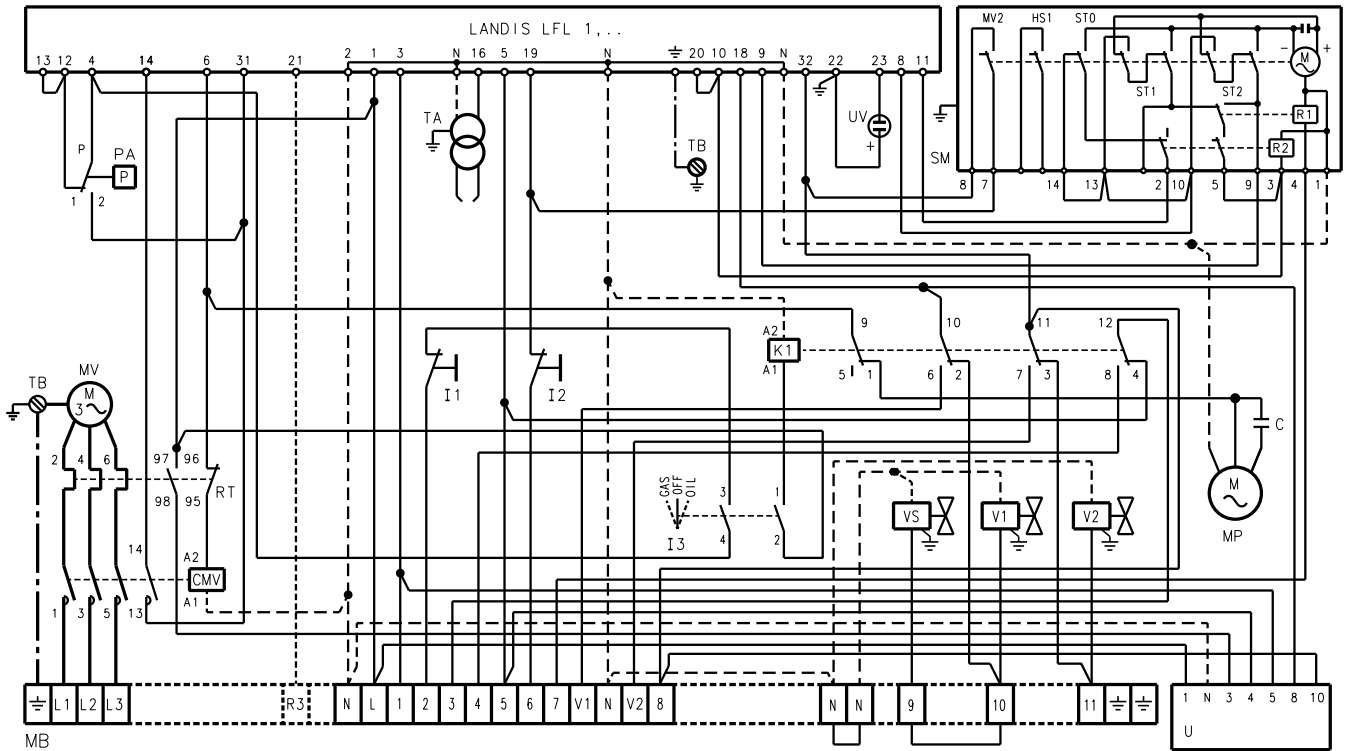 LANDIS LFL 1,..
13 12 4 14 6 31 21 2 1 3 N 16 5 19 N 20 10 18 9 N 32 22 23 8 11
MV2 HS1 ST0
- M +
ST1 ST2
R1
R2
SM
8 7 14 13 2 10 5 9 3 4 1
TA
UV
+
TB
P PA
P
1 2
A2
K1
A1
9 10 11 12
5 1 6 2 7 3 8 4
I1 I2
TB MV
M
3
2 4 6
97 96
98 95
RT
GAS
OFF
OIL
I3
3 1
4 2
VS V1 V2
C
M
MP
14
A2
CMV
A1
1 3 5 13
L1 L2 L3 R3 N L 1 2 3 4 5 6 7 V1 N V2 8 N N 9 10 11
1 N 3 4 5 8 10
U
MB